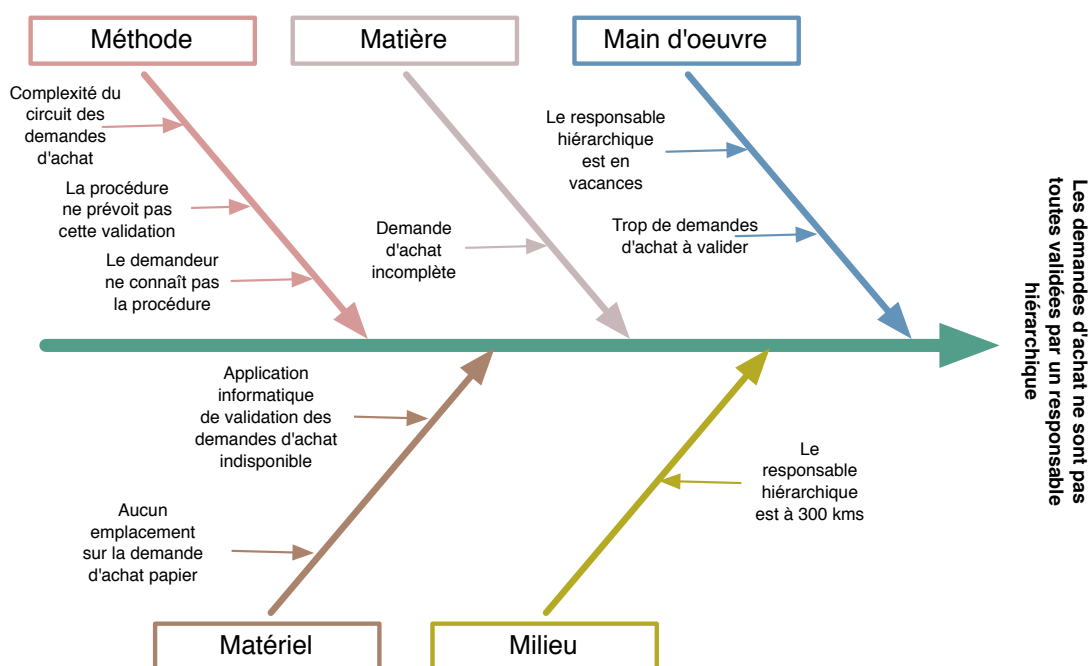 Méthode
Matière
Main d'oeuvre
Complexité du
circuit des
demandes
d'achat
La procédure
ne prévoit pas
cette validation
Le demandeur
ne connaît pas
la procédure
Demande
d'achat
incomplète
Le responsable
hiérarchique
est en
vacances
Trop de demandes
d'achat à valider
Les demandes d'achat ne sont pas
toutes validées par un responsable
hiérarchique
Application
informatique
de validation des
demandes d'achat
indisponible
Aucun
emplacement
sur la demande
d'achat papier
Le
responsable
hiérarchique
est à 300 kms
Matériel
Milieu